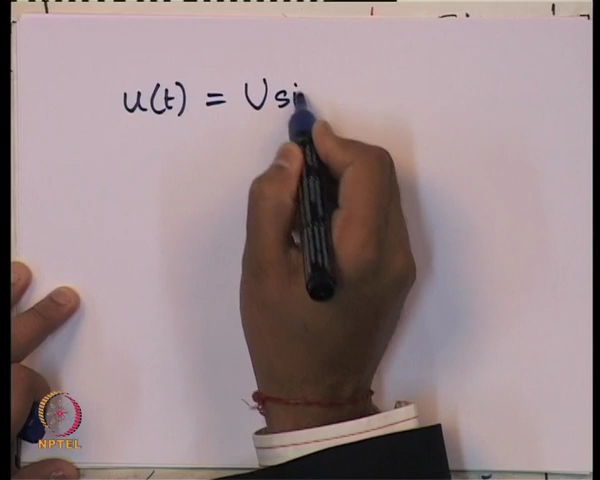 u(t) = U si
NPTEL